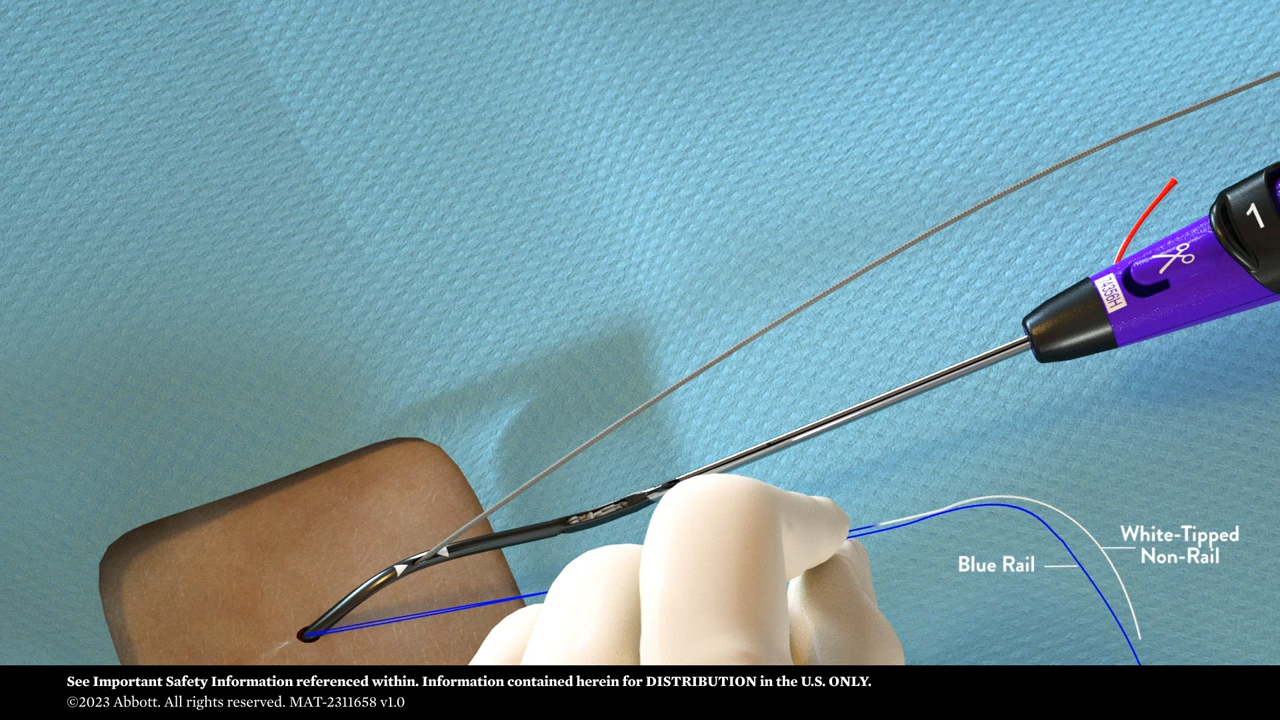 1
74356H
Blue Rail
White-Tipped
Non-Rail
See Important Safety Information referenced within. Information contained herein for DISTRIBUTION in the U.S. ONLY.
©2023 Abbott. All rights reserved. MAT-2311658 v1.0